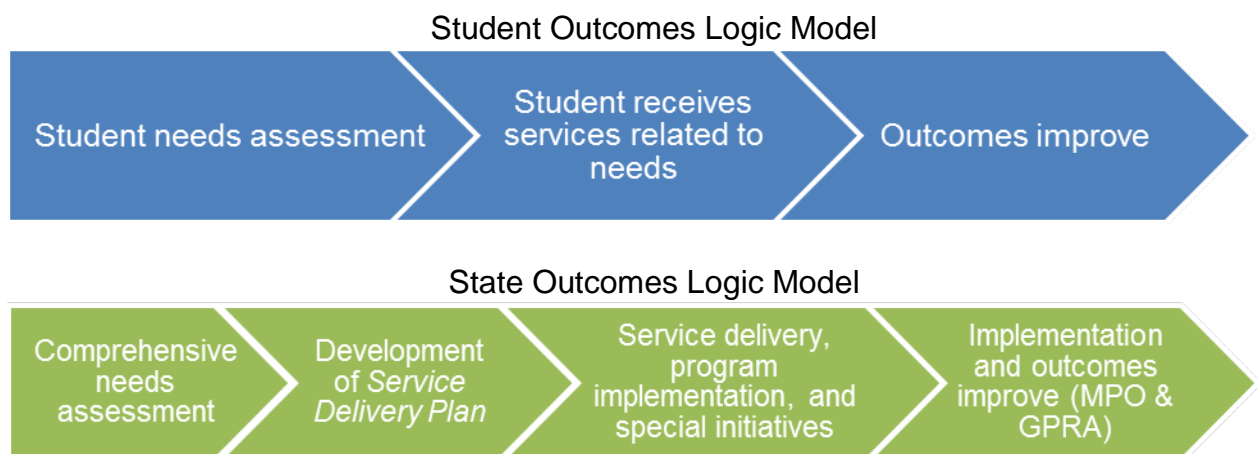 Student Outcomes Logic Model
Student needs assessment
Student receives
services related to
needs
Outcomes improve
State Outcomes Logic Model
Comprehensive
needs
assessment
Development
of Service
Delivery Plan
Service delivery,
program
implementation, and
special initiatives
Implementation
and outcomes
improve (MPO &
GPRA)